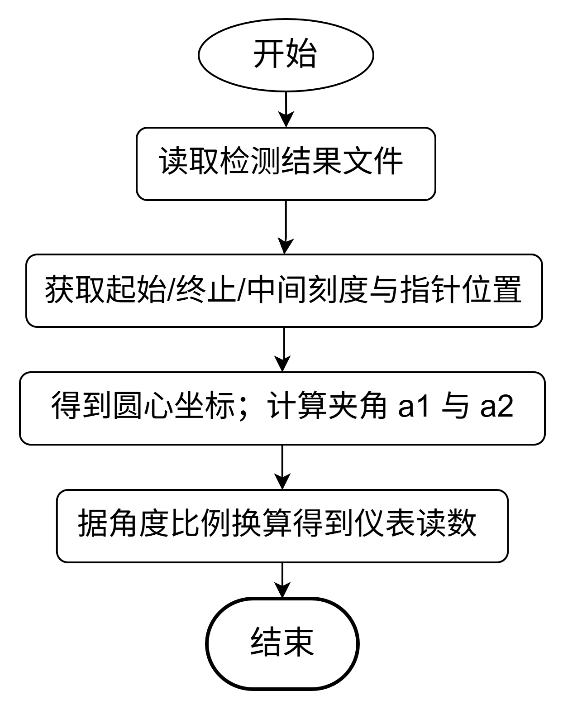 开始
读取检测结果文件
获取起始/终止/中间刻度与指针位置
得到圆心坐标；计算夹角 a1 与 a2
据角度比例换算得到仪表读数
结束